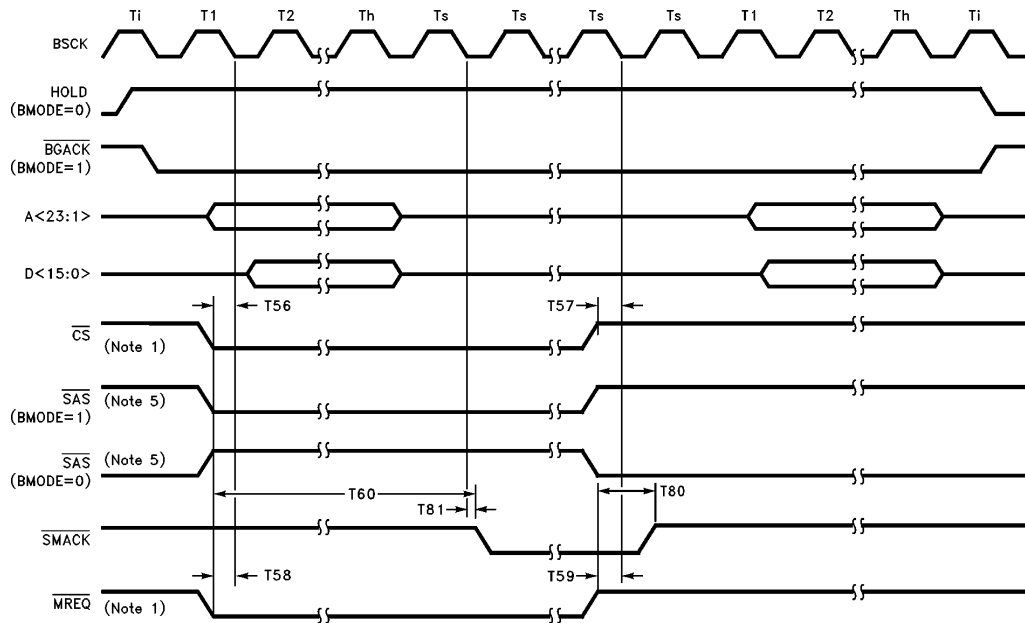 Ti T1 T2 Th Ts Ts Ts Ts T1 T2 Th Ti
BSCK
HOLD
(BMODE=0)
BGACK
(BMODE=1)
A<23:1>
D<15:0>
T56 T57
CS (Note 1)
SAS (Note 5)
(BMODE=1)
SAS (Note 5)
(BMODE=0)
T60 T80
T81
SMACK
T58 T59
MREQ (Note 1)